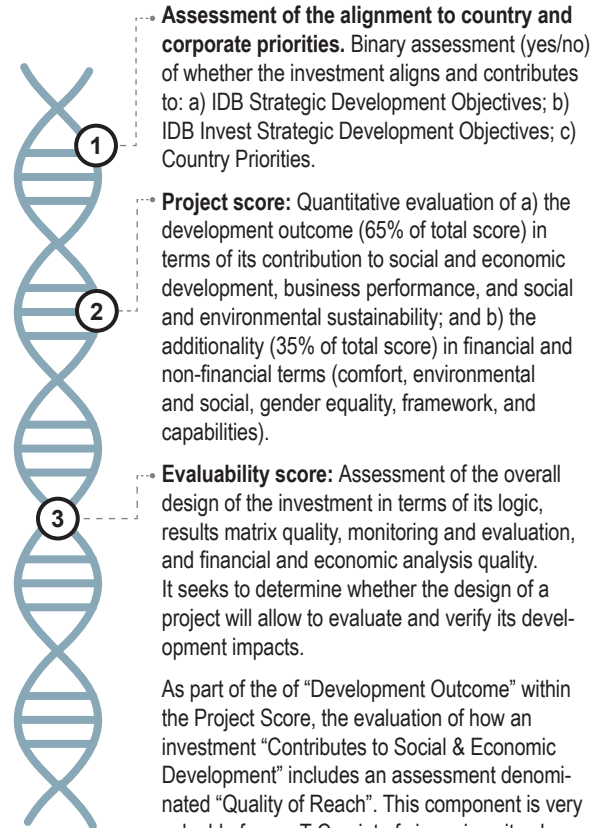 Assessment of the alignment to country and
corporate priorities. Binary assessment (yes/no)
of whether the investment aligns and contributes
to: a) IDB Strategic Development Objectives; b)
IDB Invest Strategic Development Objectives; c)
Country Priorities.
1
Project score: Quantitative evaluation of a) the
development outcome (65% of total score) in
terms of its contribution to social and economic
development, business performance, and social
and environmental sustainability; and b) the
additionality (35% of total score) in financial and
non-financial terms (comfort, environmental
and social, gender equality, framework, and
capabilities).
2
Evaluability score: Assessment of the overall
design of the investment in terms of its logic,
results matrix quality, monitoring and evaluation,
and financial and economic analysis quality.
It seeks to determine whether the design of a
project will allow to evaluate and verify its devel-
opment impacts.
3
As part of the of “Development Outcome” within
the Project Score, the evaluation of how an
investment “Contributes to Social & Economic
Development” includes an assessment denomi-
nated “Quality of Reach”. This component is very